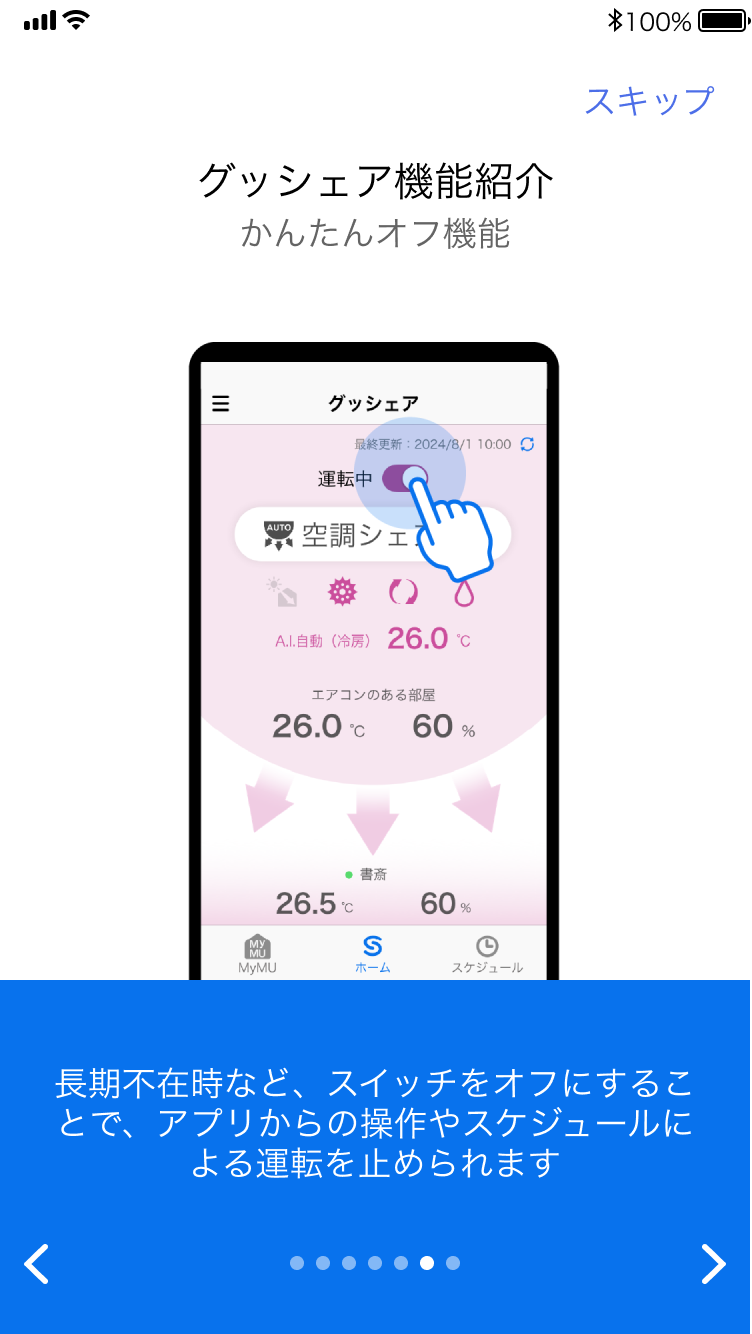 100%
スキップ
グッシェア機能紹介
かんたんオフ機能
グッシェア
最終更新：2024/8/1 10:00
運転中
AUTO 空調シェ
A.I.自動（冷房） 26.0 ℃
エアコンのある部屋
26.0 ℃ 60 %
書斎
26.5 ℃ 60 %
MY
MU
MyMU ホーム スケジュール
長期不在時など、スイッチをオフにするこ
とで、アプリからの操作やスケジュールに
よる運転を止められます